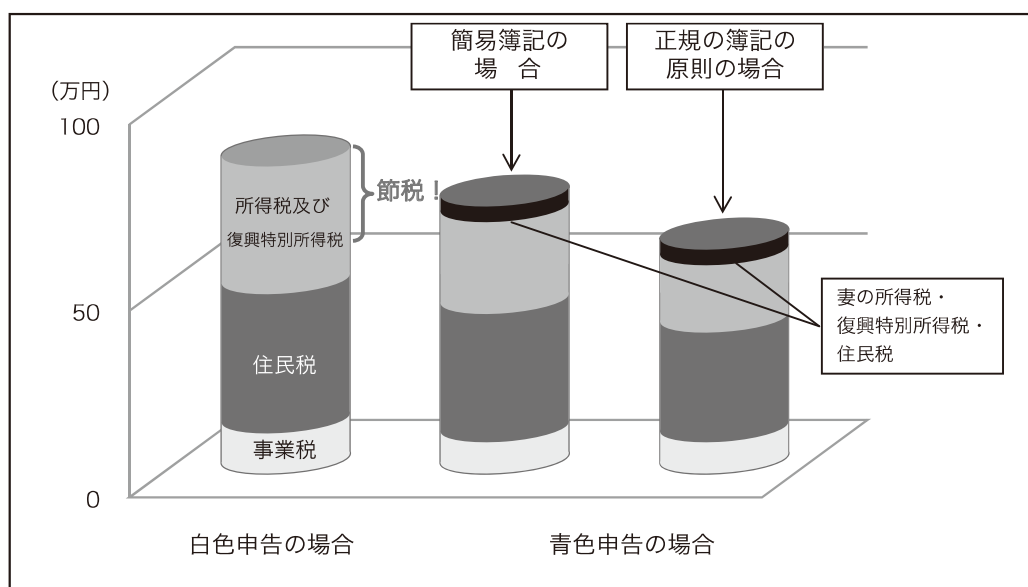 簡易簿記の
場 合
正規の簿記の
原則の場合
(万円)
100
50
0
節税!
所得税及び
復興特別所得税
住民税
事業税
妻の所得税・
復興特別所得税・
住民税
白色申告の場合
青色申告の場合